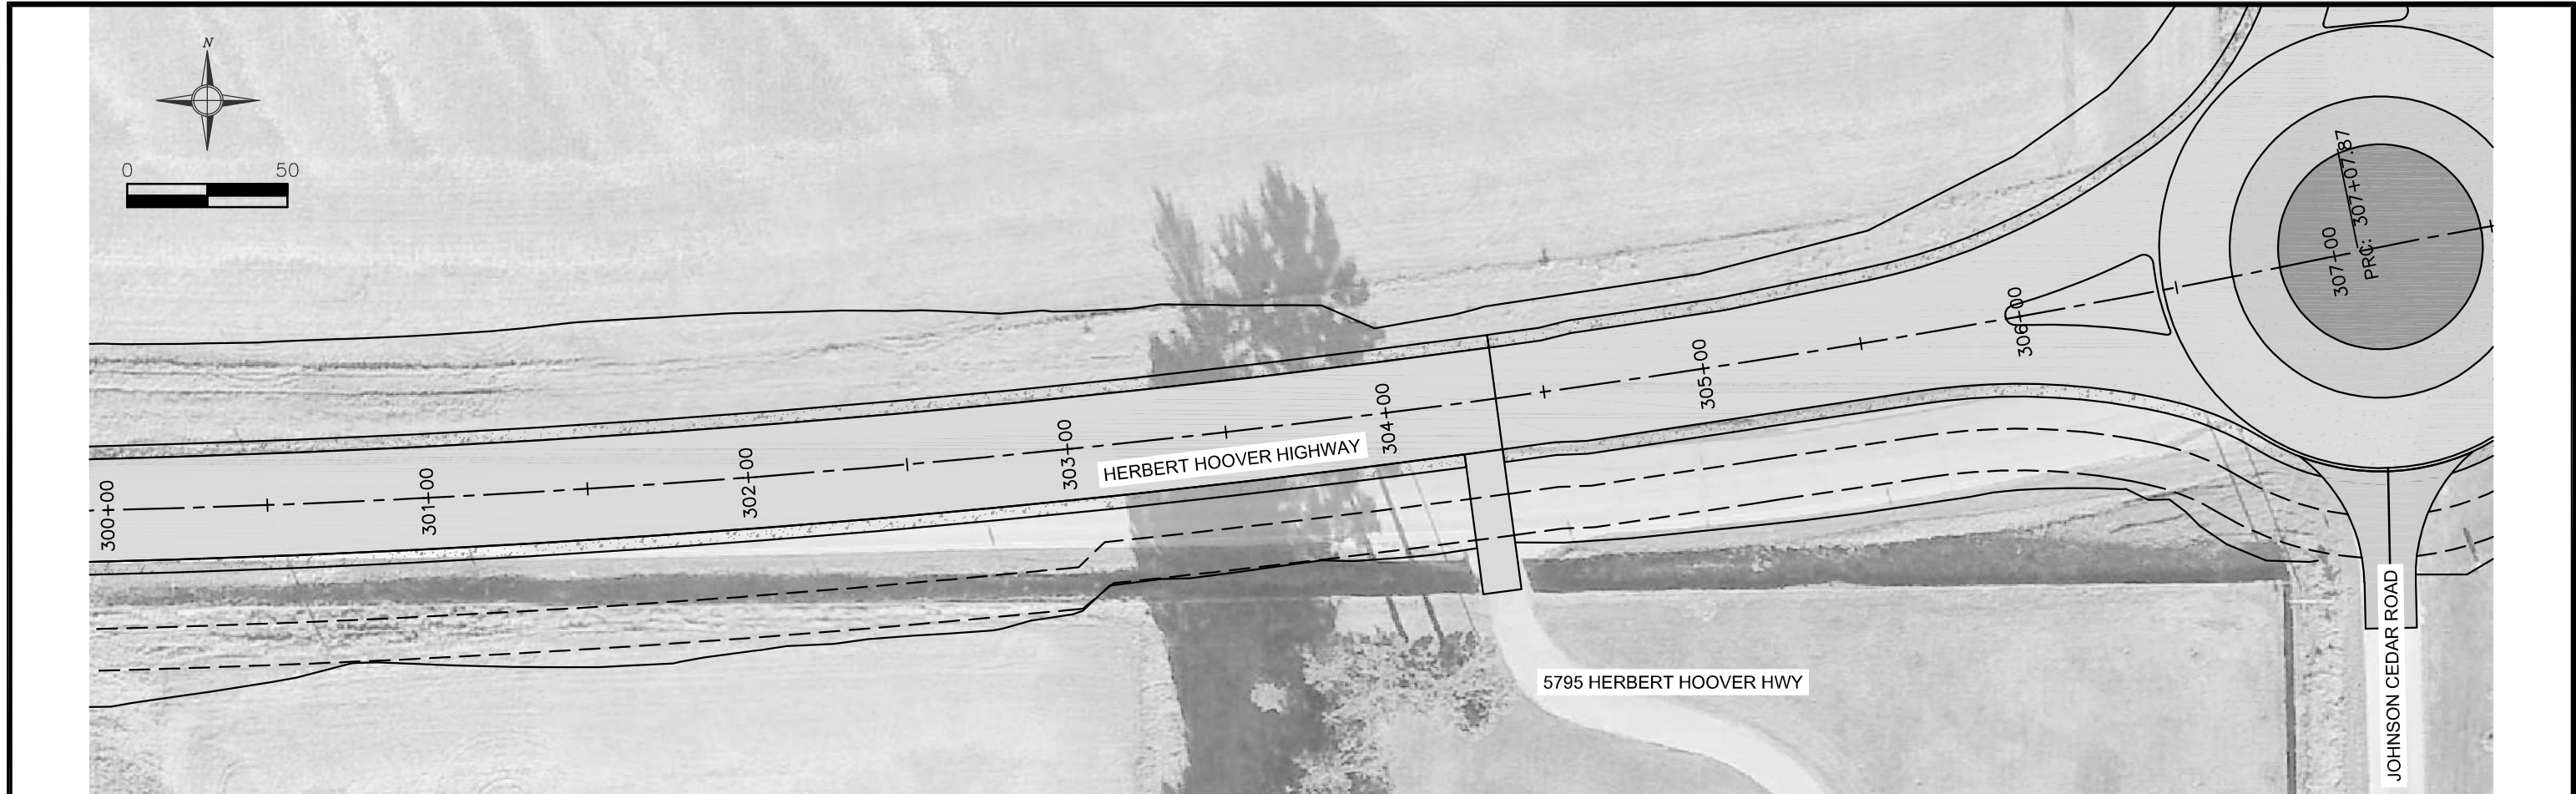 N
0 50
307+07.87
PRC:
307+00
306+00
305+00
304+00
303+00
302+00
301+00
300+00
HERBERT HOOVER HIGHWAY
5795 HERBERT HOOVER HWY
JOHNSON CEDAR ROAD